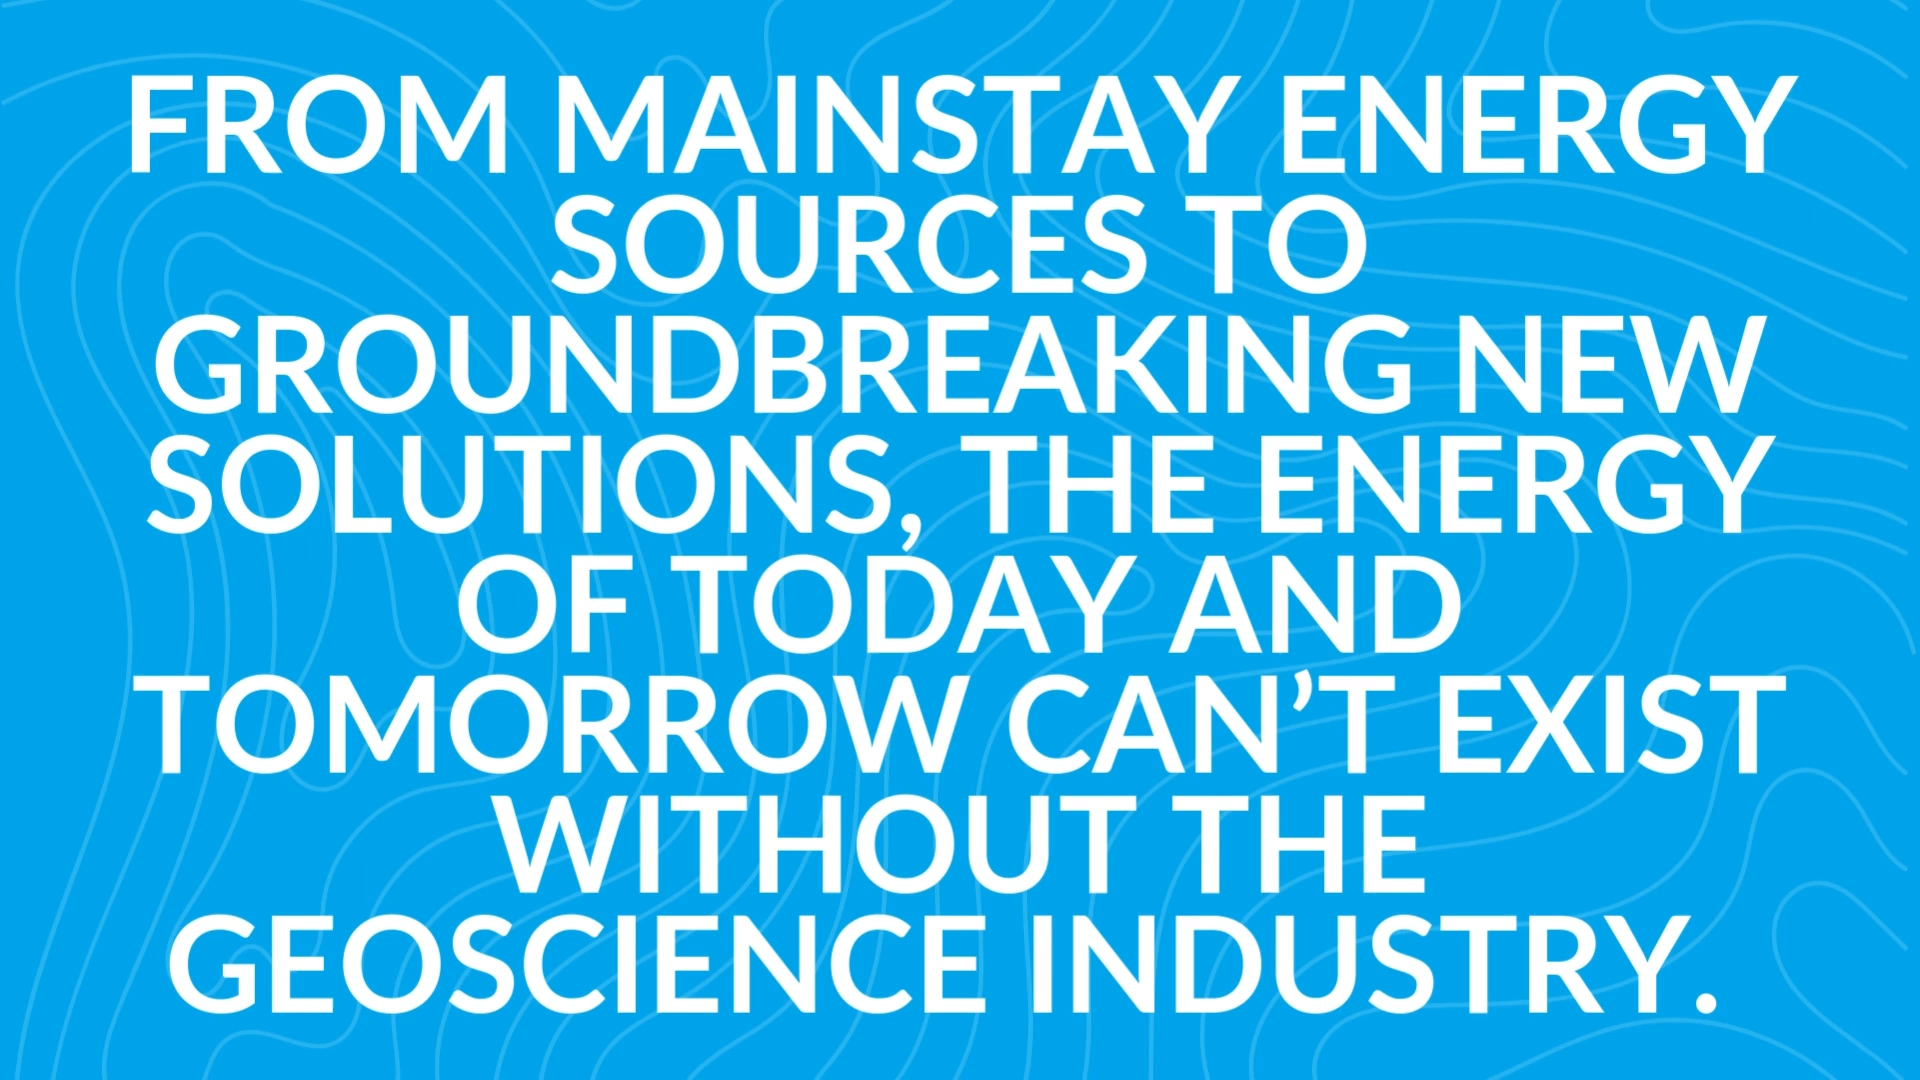 FROM MAINSTAY ENERGY
SOURCES TO
GROUNDBREAKING NEW
SOLUTIONS, THE ENERGY
OF TODAY AND
TOMORROW CAN’T EXIST
WITHOUT THE
GEOSCIENCE INDUSTRY.